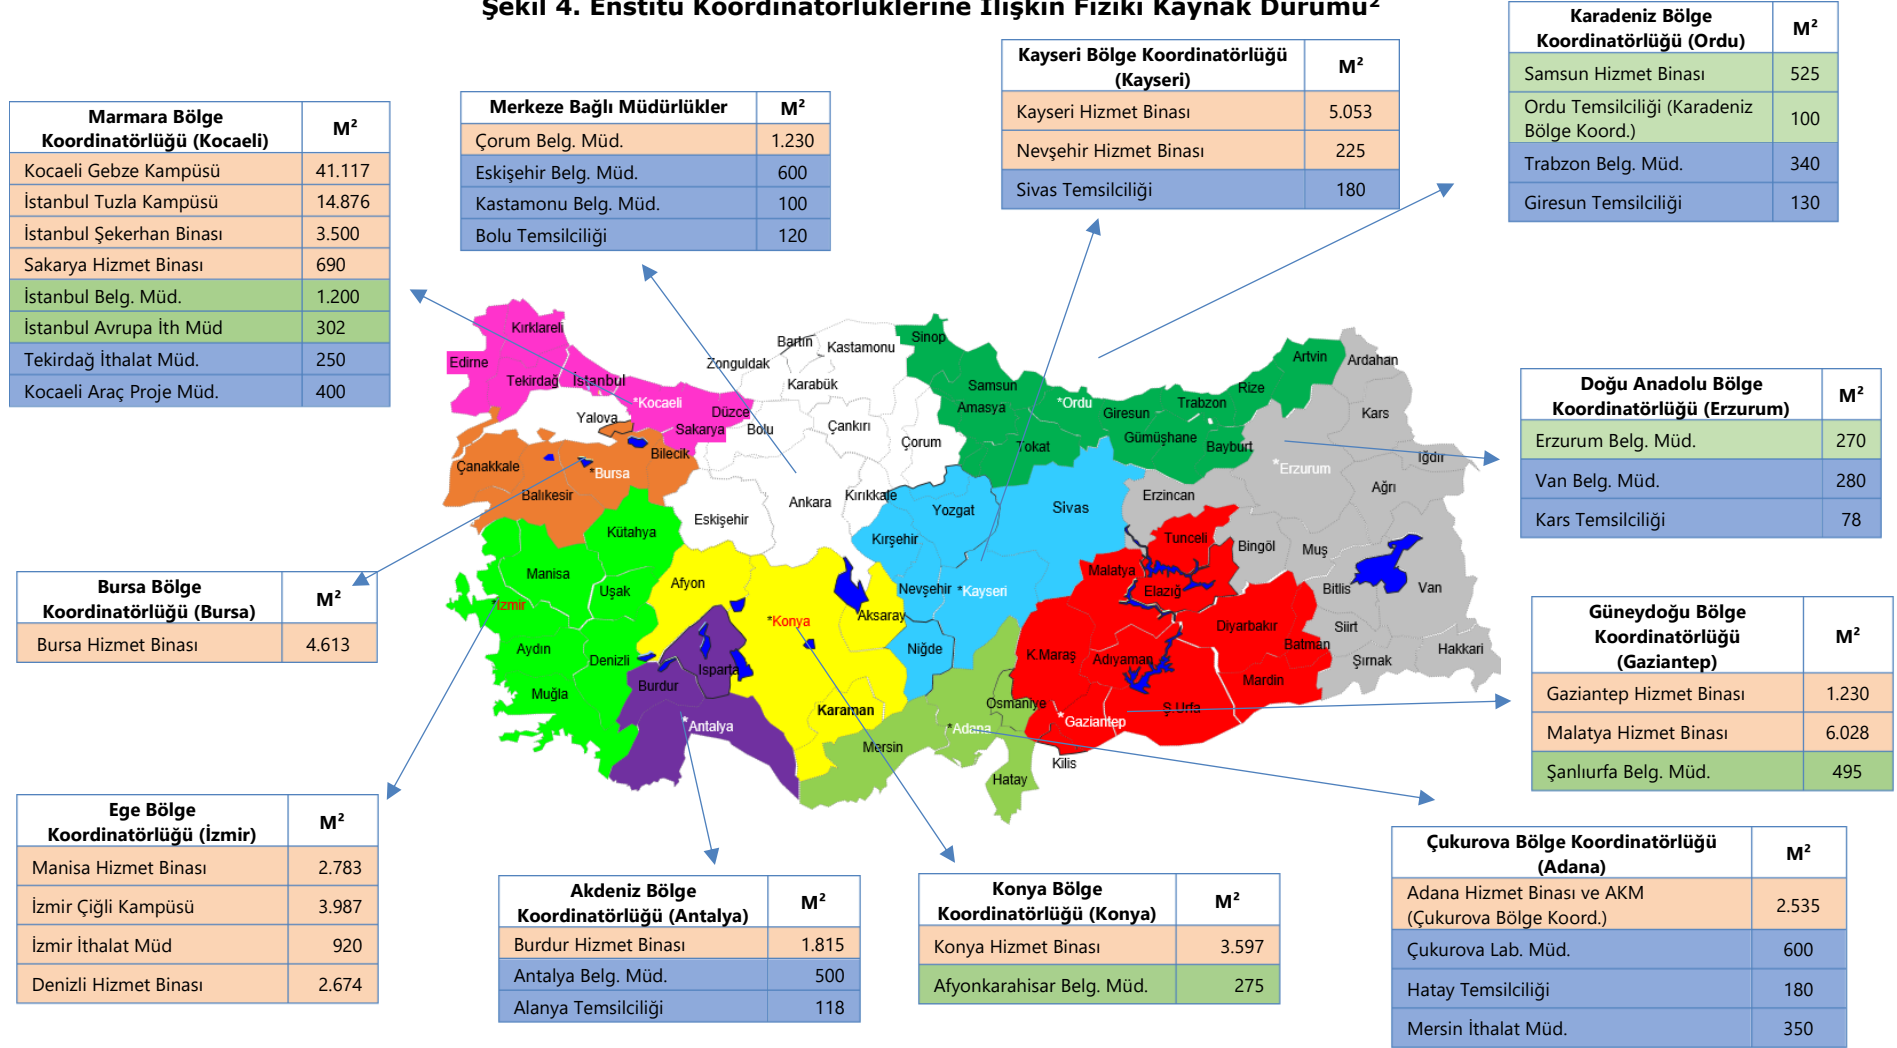 Şekil 4. Enstitü Koordinatörlüklerine İlişkin Fiziki Kaynak Durumu²
Marmara Bölge
Koordinatörlüğü (Kocaeli) M²
Kocaeli Gebze Kampüsü 41.117
İstanbul Tuzla Kampüsü 14.876
İstanbul Şekerhan Binası 3.500
Sakarya Hizmet Binası 690
İstanbul Belg. Müd. 1.200
İstanbul Avrupa İth Müd 302
Tekirdağ İthalat Müd. 250
Kocaeli Araç Proje Müd. 400
Merkeze Bağlı Müdürlükler M²
Çorum Belg. Müd. 1.230
Eskişehir Belg. Müd. 600
Kastamonu Belg. Müd. 100
Bolu Temsilciliği 120
Kayseri Bölge Koordinatörlüğü
(Kayseri) M²
Kayseri Hizmet Binası 5.053
Nevşehir Hizmet Binası 225
Sivas Temsilciliği 180
Karadeniz Bölge
Koordinatörlüğü (Ordu) M²
Samsun Hizmet Binası 525
Ordu Temsilciliği (Karadeniz
Bölge Koord.) 100
Trabzon Belg. Müd. 340
Giresun Temsilciliği 130
Doğu Anadolu Bölge
Koordinatörlüğü (Erzurum) M²
Erzurum Belg. Müd. 270
Van Belg. Müd. 280
Kars Temsilciliği 78
Bursa Bölge
Koordinatörlüğü (Bursa) M²
Bursa Hizmet Binası 4.613
Güneydoğu Bölge
Koordinatörlüğü
(Gaziantep) M²
Gaziantep Hizmet Binası 1.230
Malatya Hizmet Binası 6.028
Şanlıurfa Belg. Müd. 495
Ege Bölge
Koordinatörlüğü (İzmir) M²
Manisa Hizmet Binası 2.783
İzmir Çiğli Kampüsü 3.987
İzmir İthalat Müd 920
Denizli Hizmet Binası 2.674
Akdeniz Bölge
Koordinatörlüğü (Antalya) M²
Burdur Hizmet Binası 1.815
Antalya Belg. Müd. 500
Alanya Temsilciliği 118
Konya Bölge
Koordinatörlüğü (Konya) M²
Konya Hizmet Binası 3.597
Afyonkarahisar Belg. Müd. 275
Çukurova Bölge Koordinatörlüğü
(Adana) M²
Adana Hizmet Binası ve AKM
(Çukurova Bölge Koord.) 2.535
Çukurova Lab. Müd. 600
Hatay Temsilciliği 180
Mersin İthalat Müd. 350
Kırklareli
Edirne
Tekirdağ
İstanbul
*Kocaeli
Düzce
Sakarya
Yalova
Zonguldak
Bartın
Kastamonu
Karabük
Bolu
Çankırı
Çorum
Ankara
Kırıkkale
Eskişehir
Sinop
Samsun
Amasya
Tokat
*Ordu
Giresun
Trabzon
Rize
Artvin
Gümüşhane
Bayburt
Ardahan
Kars
Iğdır
*Erzurum
Ağrı
Erzincan
Bingöl
Muş
Bitlis
Van
Siirt
Şırnak
Hakkari
Çanakkale
Balıkesir
*Bursa
Bilecik
Kütahya
Manisa
Uşak
*İzmir
Aydın
Denizli
Muğla
Afyon
*Konya
Aksaray
Karaman
Isparta
Burdur
*Antalya
Yozgat
Sivas
Kırşehir
Nevşehir
*Kayseri
Niğde
Tunceli
Malatya
Elazığ
Diyarbakır
Batman
Mardin
K.Maraş
Adıyaman
*Gaziantep
Ş.Urfa
Kilis
Osmaniye
*Adana
Mersin
Hatay